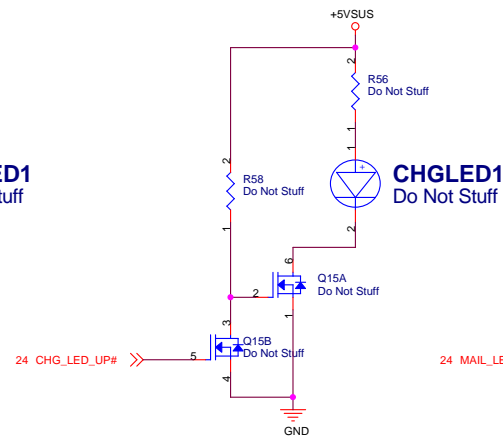 +5VSUS
2
R56
Do Not Stuff
1
1
ED1
tuff
2
R58
Do Not Stuff
1
+
CHGLED1
Do Not Stuff
2
6
Q15A
Do Not Stuff
2
1
3
Q15B
Do Not Stuff
24 CHG_LED_UP#
5
4
24 MAIL_LE
GND